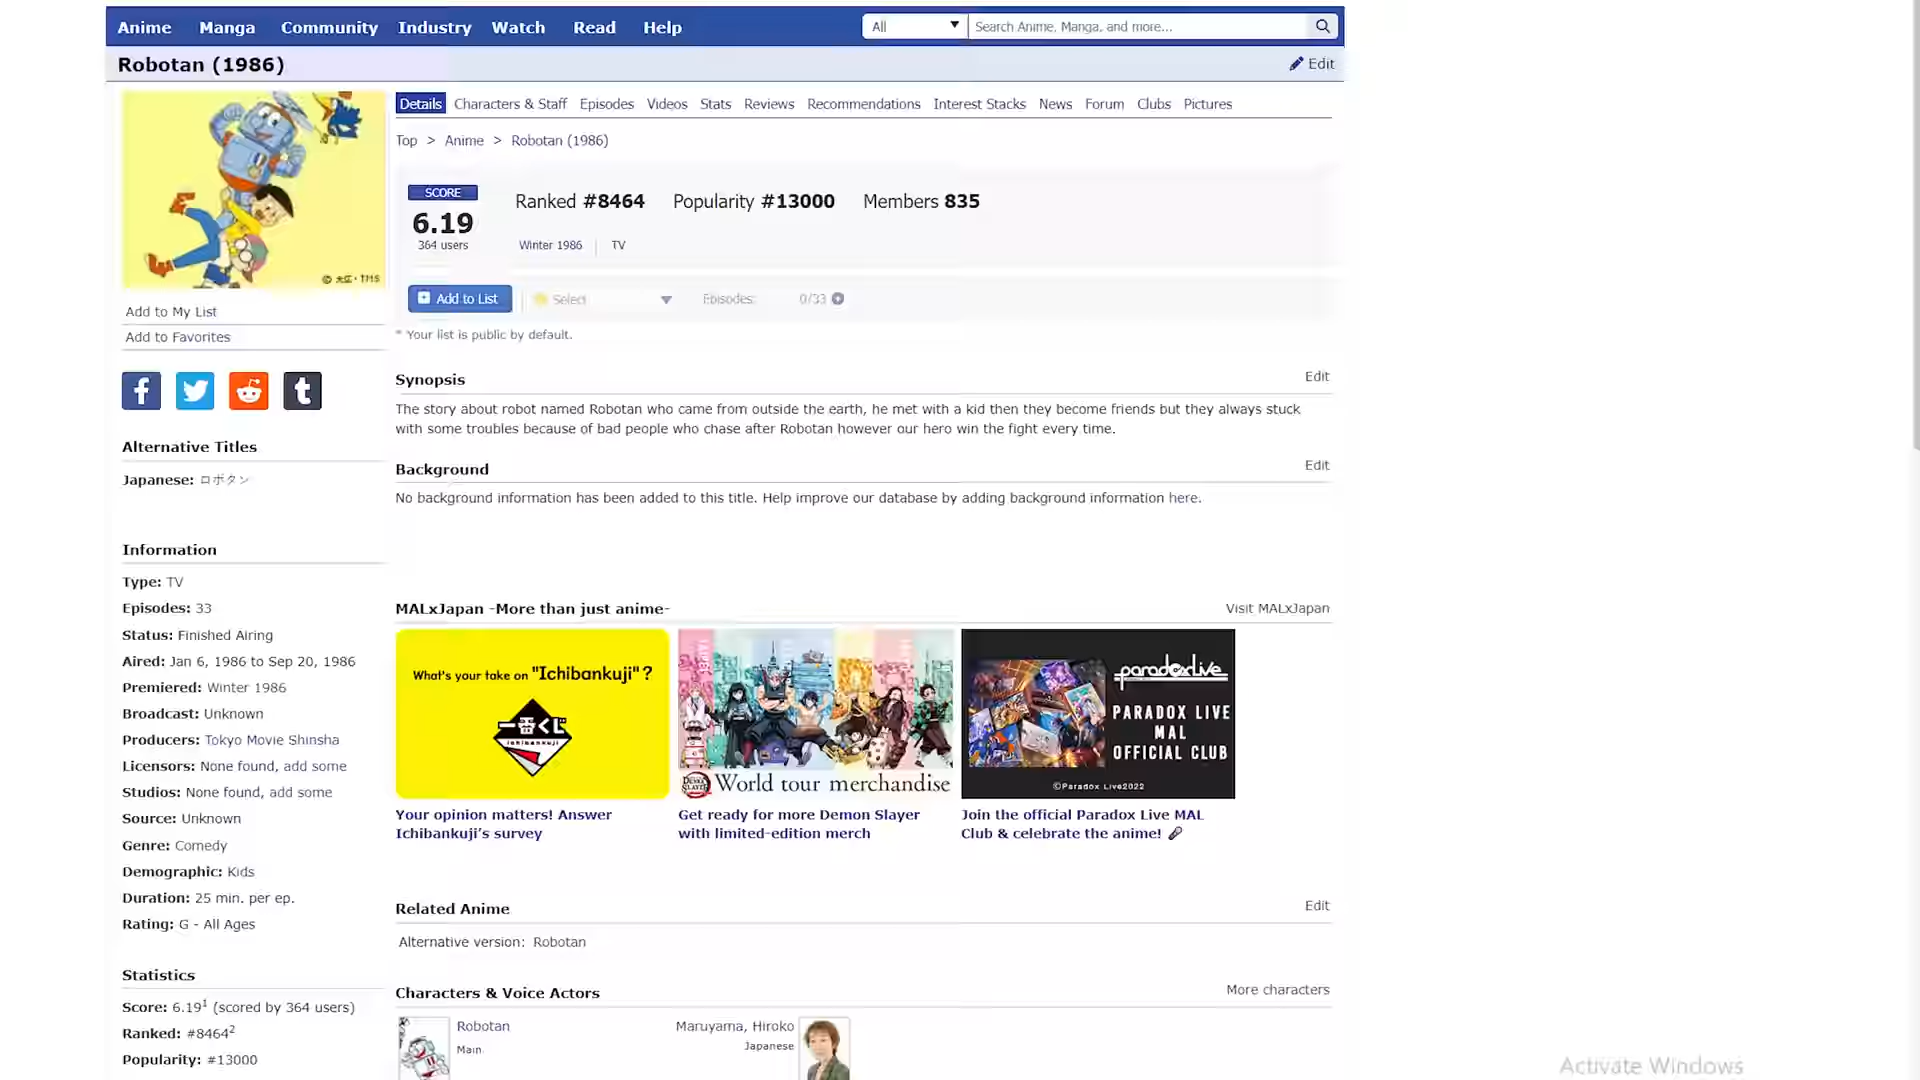 Anime Manga Community Industry Watch Read Help All Search Anime, Manga, and more...
Robotan (1986) Edit
Details Characters & Staff Episodes Videos Stats Reviews Recommendations Interest Stacks News Forum Clubs Pictures
Top > Anime > Robotan (1986)
SCORE
6.19
364 users
Ranked #8464 Popularity #13000 Members 835
Winter 1986 TV
Add to List Select Episodes: 0/33
* Your list is public by default.
Synopsis Edit
The story about robot named Robotan who came from outside the earth, he met with a kid then they become friends but they always stuck
with some troubles because of bad people who chase after Robotan however our hero win the fight every time.
Background Edit
No background information has been added to this title. Help improve our database by adding background information here.
MALxJapan -More than just anime- Visit MALxJapan
What's your take on "Ichibankuji"?
一番くじ
Ichibankuji
World tour merchandise
paradoxlive
PARADOX LIVE
MAL
OFFICIAL CLUB
©Paradox Live2022
Your opinion matters! Answer
Ichibankuji's survey
Get ready for more Demon Slayer
with limited-edition merch
Join the official Paradox Live MAL
Club & celebrate the anime!
Related Anime Edit
Alternative version: Robotan
Characters & Voice Actors More characters
Robotan
Main
Maruyama, Hiroko
Japanese
TMS
Add to My List
Add to Favorites
Alternative Titles
Japanese: ロボタン
Information
Type: TV
Episodes: 33
Status: Finished Airing
Aired: Jan 6, 1986 to Sep 20, 1986
Premiered: Winter 1986
Broadcast: Unknown
Producers: Tokyo Movie Shinsha
Licensors: None found, add some
Studios: None found, add some
Source: Unknown
Genre: Comedy
Demographic: Kids
Duration: 25 min. per ep.
Rating: G - All Ages
Statistics
Score: 6.19¹ (scored by 364 users)
Ranked: #8464²
Popularity: #13000
Activate Windows